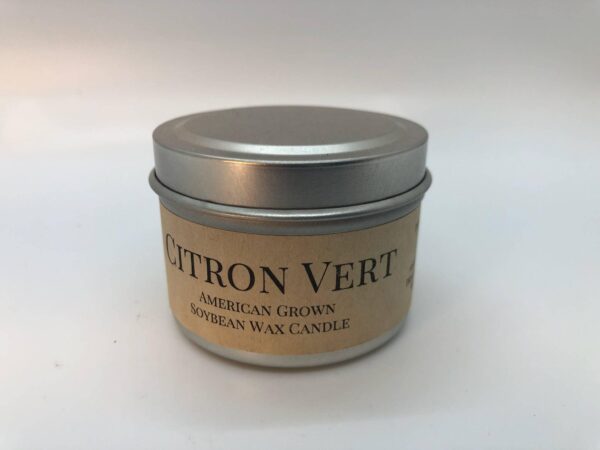 Citron Vert
American Grown
Soybean Wax Candle